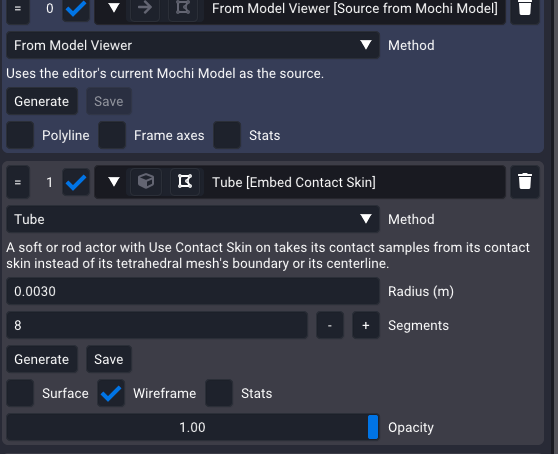 = 0 From Model Viewer [Source from Mochi Model]
From Model Viewer Method
Uses the editor's current Mochi Model as the source.
Generate Save
Polyline Frame axes Stats
= 1 Tube [Embed Contact Skin]
Tube Method
A soft or rod actor with Use Contact Skin on takes its contact samples from its contact
skin instead of its tetrahedral mesh's boundary or its centerline.
0.0030 Radius (m)
8 - + Segments
Generate Save
Surface Wireframe Stats
1.00 Opacity